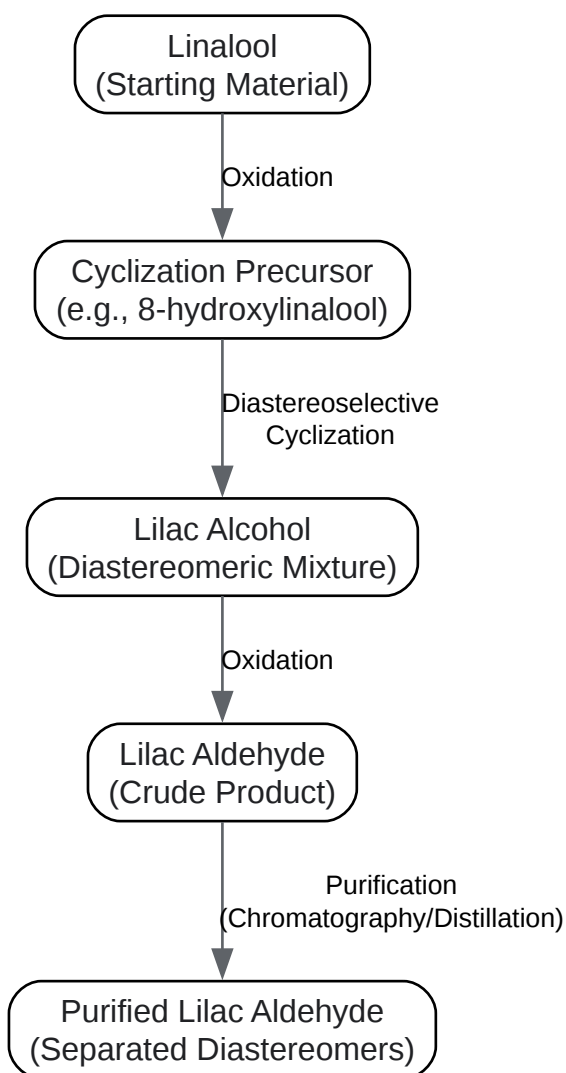 Linalool
(Starting Material)
Oxidation
Cyclization Precursor
(e.g., 8-hydroxylinalool)
Diastereoselective
Cyclization
Lilac Alcohol
(Diastereomeric Mixture)
Oxidation
Lilac Aldehyde
(Crude Product)
Purification
(Chromatography/Distillation)
Purified Lilac Aldehyde
(Separated Diastereomers)